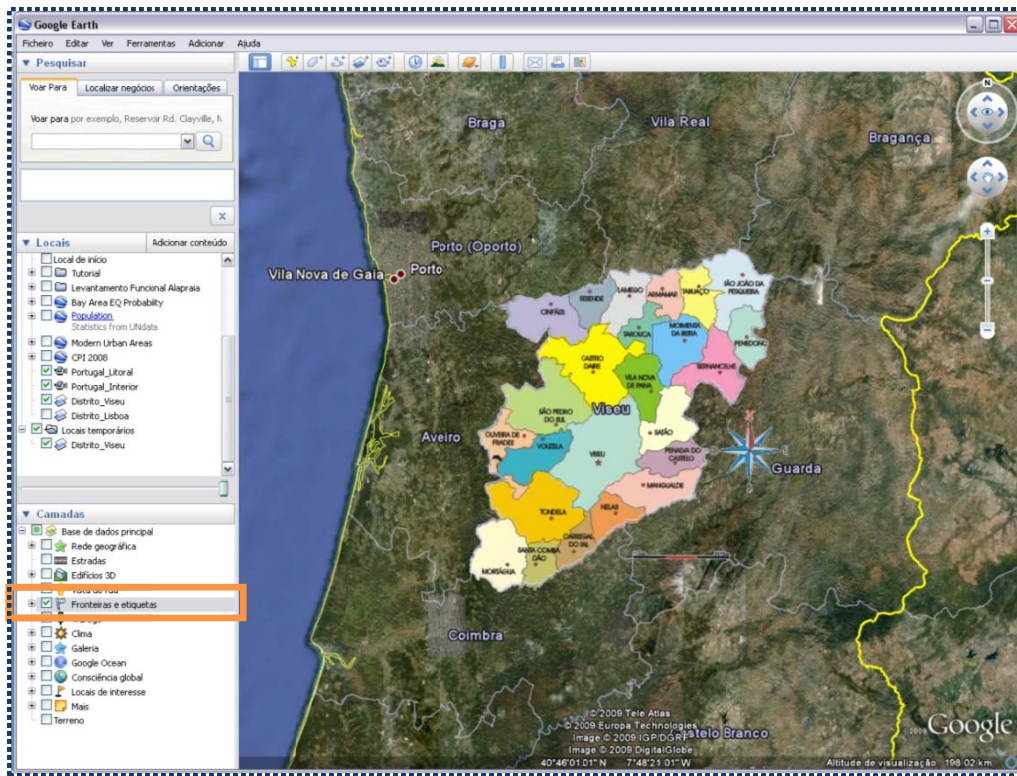 Google Earth
Ficheiro Editar Ver Ferramentas Adicionar Ajuda
Pesquisar
Voar Para Localizar negócios Orientações
Voar para por exemplo, Reservoir Rd. Clayville, N
Locais Adicionar conteúdo
Local de início
Tutorial
Levantamento Funcional Alapraia
Bay Area EQ Probability
Population
Statistics from UNdata
Modern Urban Areas
CPI 2008
Portugal_Litoral
Portugal_Interior
Distrito_Viseu
Distrito_Lisboa
Locais temporários
Distrito_Viseu
Camadas
Base de dados principal
Rede geográfica
Estradas
Edifícios 3D
Vista de rua
Fronteiras e etiquetas
Clima
Galeria
Google Ocean
Consciência global
Locais de interesse
Mais
Terreno
N
Braga
Vila Real
Bragança
Porto (Oporto)
Vila Nova de Gaia
Porto
CINFÃES
RESENDE
LAMEGO
ARMAMAR
TABUAÇO
SÃO JOÃO DA
PESQUEIRA
TAROUCA
MOIMENTA
DA BEIRA
PENEDONO
SERNANCELHE
CASTRO
DAIRE
VILA NOVA
DE PAIVA
SÃO PEDRO
DO SUL
Viseu
OLIVEIRA DE
FRADES
VOUZELA
VISEU
SATÃO
PENALVA DO
CASTELO
MANGUALDE
Aveiro
Guarda
TONDELA
NELAS
CARREGAL
DO SAL
SANTA COMBA
DÃO
MORTÁGUA
Coimbra
© 2009 Tele Atlas
© 2009 Europa Technologies
Image © 2009 IGP/DGRF
Image © 2009 DigitalGlobe
Branco
©2009 Google
40°46'01.01" N 7°48'21.01" W
Altitude de visualização 198.02 km